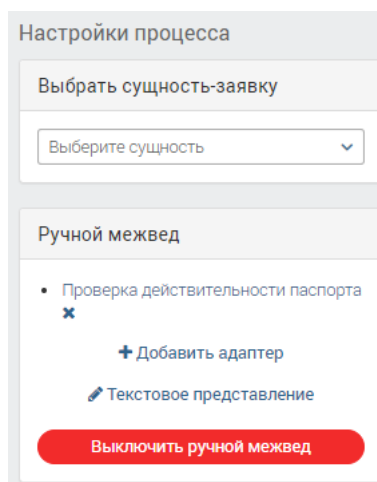 Настройки процесса
Выбрать сущность-заявку
Выберите сущность
Ручной межвед
Проверка действительности паспорта
Добавить адаптер
Текстовое представление
Выключить ручной межвед